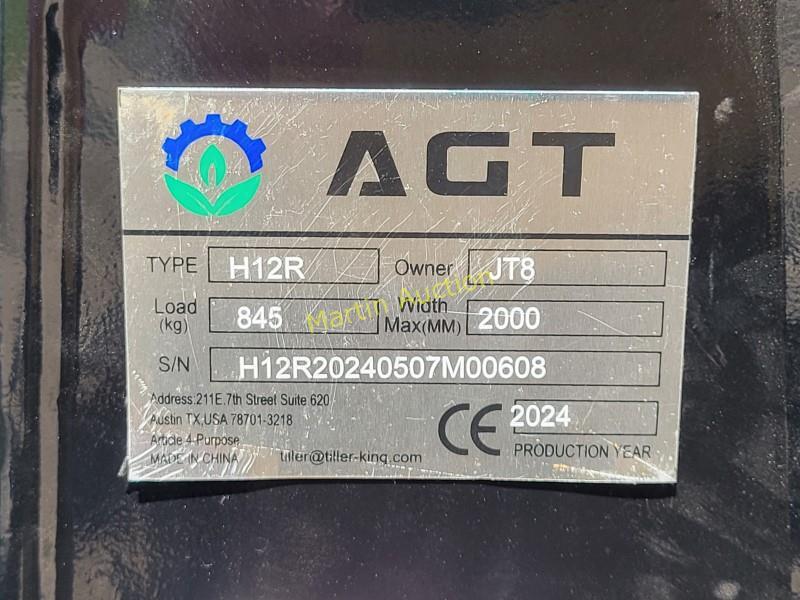 AGT
TYPE H12R Owner JT8
Load (kg) 845 Width Max(MM) 2000
S/N H12R20240507M00608
Address:211E.7th Street Suite 620
Austin TX,USA 78701-3218
Article 4-Purpose
MADE IN CHINA tiller@tiller-king.com
CE 2024
PRODUCTION YEAR
Martin Auction